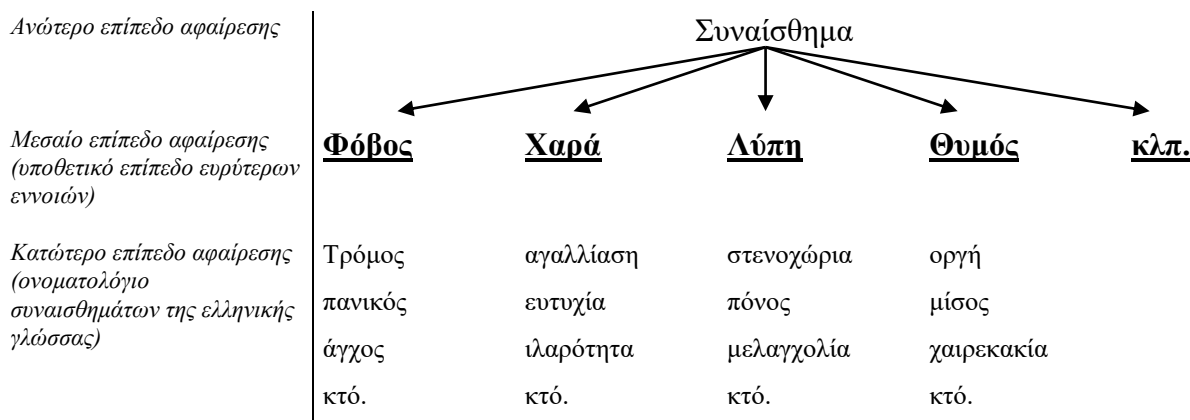 Ανώτερο επίπεδο αφαίρεσης
Συναίσθημα
Μεσαίο επίπεδο αφαίρεσης
(υποθετικό επίπεδο ευρύτερων
εννοιών)
Φόβος Χαρά Λύπη Θυμός κλπ.
Κατώτερο επίπεδο αφαίρεσης
(ονοματολόγιο
συναισθημάτων της ελληνικής
γλώσσας)
Τρόμος αγαλλίαση στενοχώρια οργή
πανικός ευτυχία πόνος μίσος
άγχος ιλαρότητα μελαγχολία χαιρεκακία
κτό. κτό. κτό. κτό.